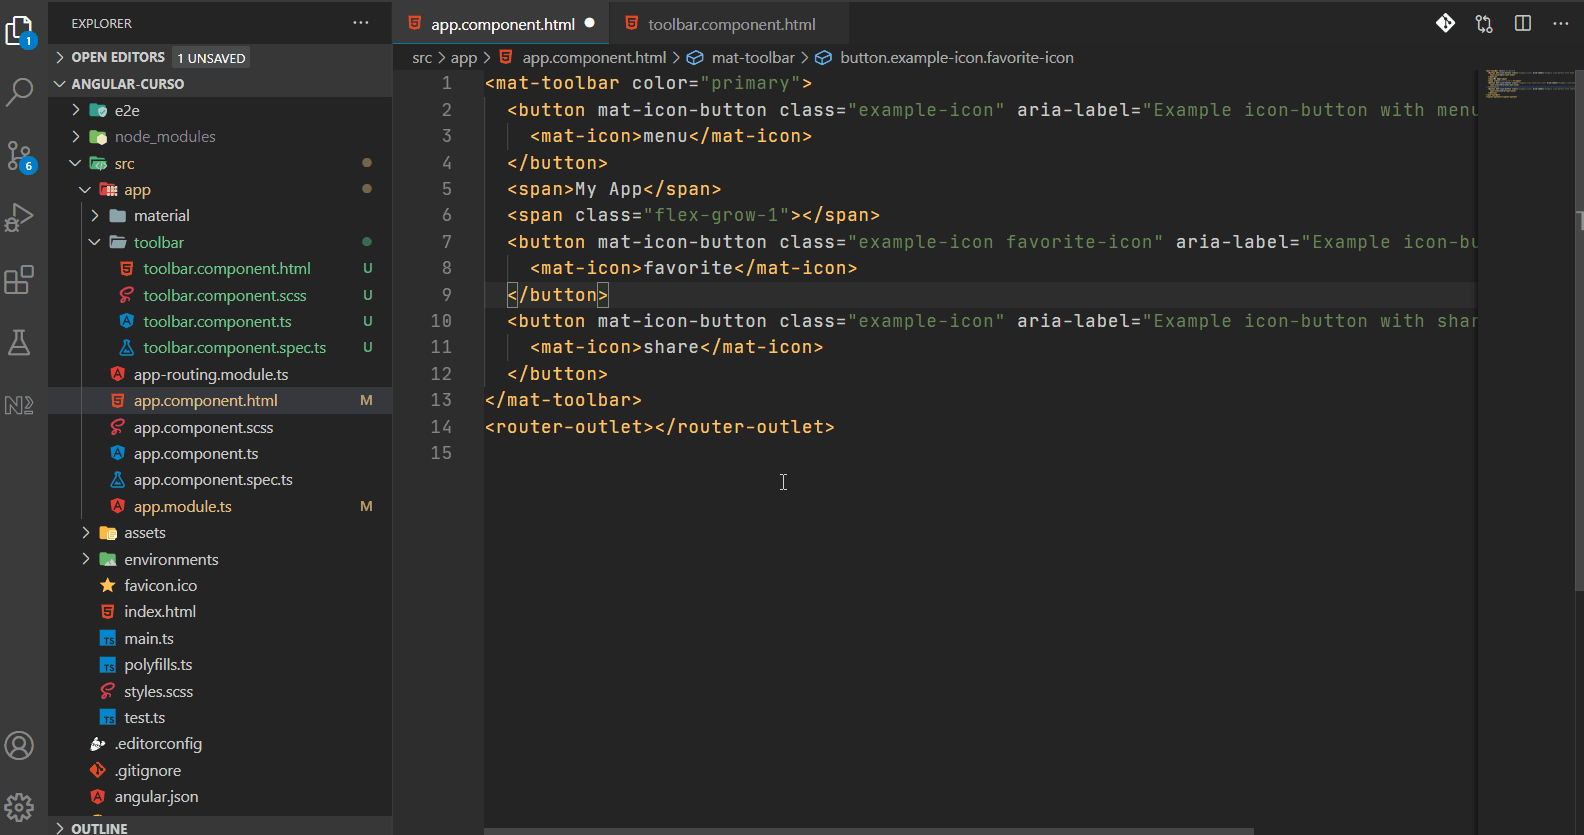 EXPLORER
OPEN EDITORS 1 UNSAVED
ANGULAR-CURSO
e2e
node_modules
src
app
material
toolbar
toolbar.component.html U
toolbar.component.scss U
toolbar.component.ts U
toolbar.component.spec.ts U
app-routing.module.ts
app.component.html M
app.component.scss
app.component.ts
app.component.spec.ts
app.module.ts M
assets
environments
favicon.ico
index.html
main.ts
polyfills.ts
styles.scss
test.ts
.editorconfig
.gitignore
angular.json
OUTLINE
1
6
app.component.html toolbar.component.html
src > app > app.component.html > mat-toolbar > button.example-icon.favorite-icon
1 <mat-toolbar color="primary">
2 <button mat-icon-button class="example-icon" aria-label="Example icon-button with menu
3 <mat-icon>menu</mat-icon>
4 </button>
5 <span>My App</span>
6 <span class="flex-grow-1"></span>
7 <button mat-icon-button class="example-icon favorite-icon" aria-label="Example icon-bu
8 <mat-icon>favorite</mat-icon>
9 </button>
10 <button mat-icon-button class="example-icon" aria-label="Example icon-button with shar
11 <mat-icon>share</mat-icon>
12 </button>
13 </mat-toolbar>
14 <router-outlet></router-outlet>
15